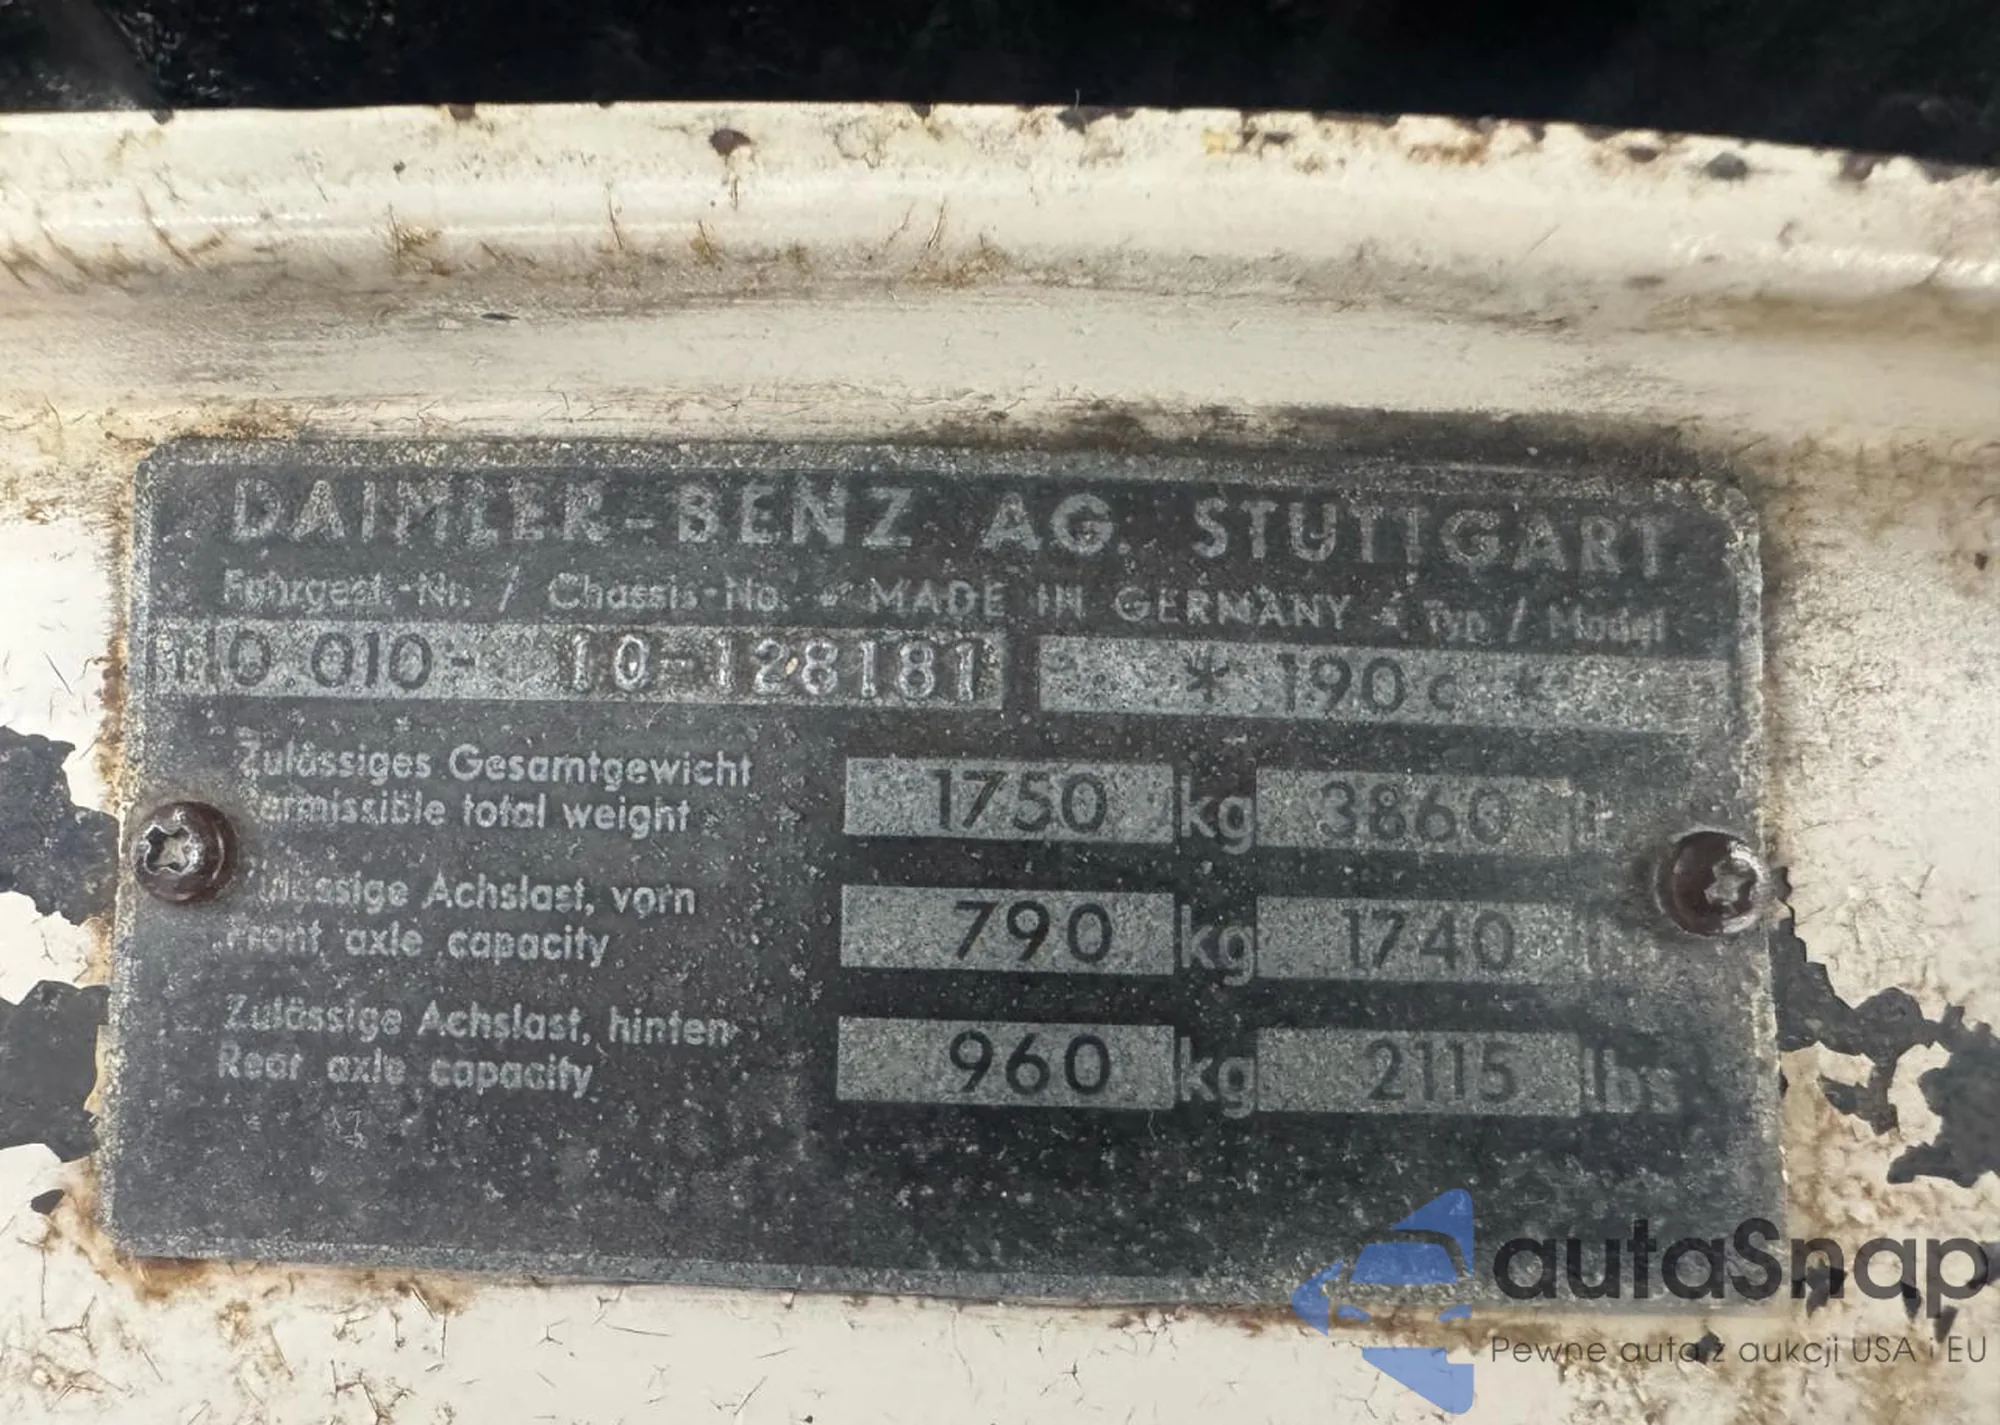 DAIMLER-BENZ AG. STUTTGART
Fahrgest.-Nr. / Chassis-No. MADE IN GERMANY Typ / Model
110.010- 10-128181 * 190c *
Zulässiges Gesamtgewicht
Permissible total weight 1750 kg 3860
Zulässige Achslast, vorn
Front axle capacity 790 kg 1740
Zulässige Achslast, hinten
Rear axle capacity 960 kg 2115 lbs
autaSnap
Pewne auta z aukcji USA i EU